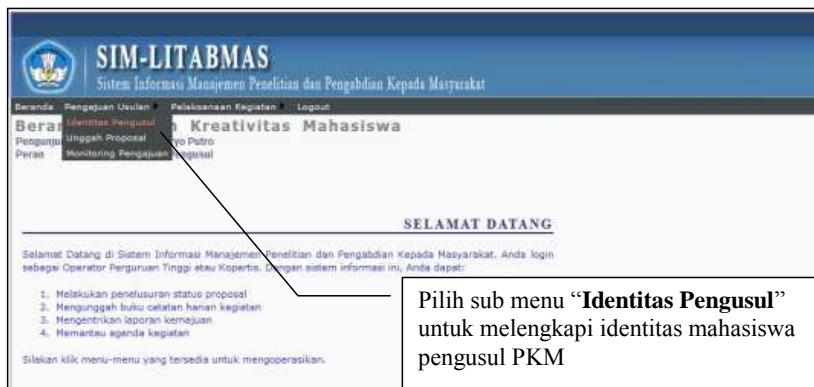 SIM-LITABMAS
Sistem Informasi Manajemen Penelitian dan Pengabdian Kepada Masyarakat
Beranda Pengajuan Usulan Pelaksanaan Kegiatan Logout
Identitas Pengusul
Unggah Proposal
Monitoring Pengajuan
Kreativitas Mahasiswa
Putro
Peran
SELAMAT DATANG
Selamat Datang di Sistem Informasi Manajemen Penelitian dan Pengabdian Kepada Masyarakat. Anda login
sebagai Operator Perguruan Tinggi atau Kopertis. Dengan sistem informasi ini, Anda dapat:
1. Melakukan penelusuran status proposal
2. Mengunggah buku catatan harian kegiatan
3. Mengentrikan laporan kemajuan
4. Memantau agenda kegiatan
Silakan klik menu-menu yang tersedia untuk mengoperasikan.
Pilih sub menu “Identitas Pengusul”
untuk melengkapi identitas mahasiswa
pengusul PKM